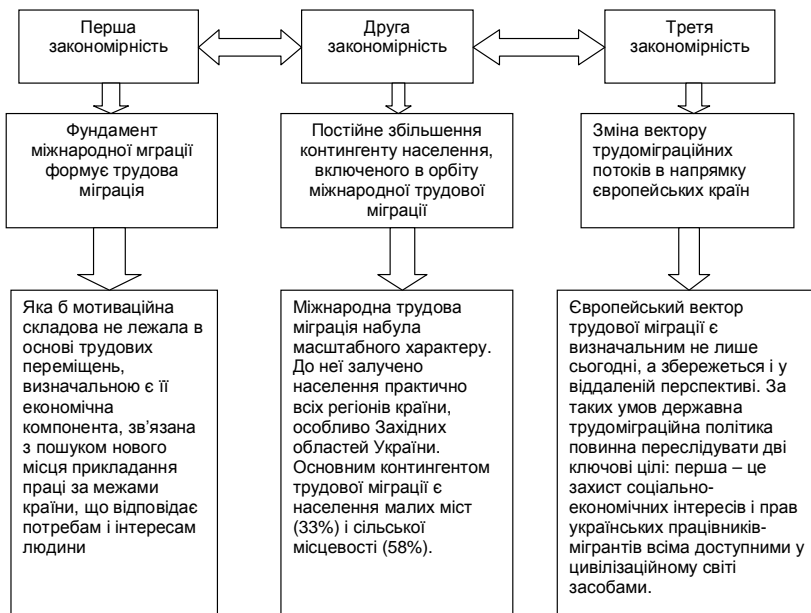 Перша
закономірність
Друга
закономірність
Третя
закономірність
Фундамент
міжнародної мграції
формує трудова
міграція
Постійне збільшення
контингенту населення,
включеного в орбіту
міжнародної трудової
міграції
Зміна вектору
трудоміграційних
потоків в напрямку
європейських країн
Яка б мотиваційна
складова не лежала в
основі трудових
переміщень,
визначальною є її
економічна
компонента, зв’язана
з пошуком нового
місця прикладання
праці за межами
країни, що відповідає
потребам і інтересам
людини
Міжнародна трудова
міграція набула
масштабного характеру.
До неї залучено
населення практично
всіх регіонів країни,
особливо Західних
областей України.
Основним контингентом
трудової міграції є
населення малих міст
(33%) і сільської
місцевості (58%).
Європейський вектор
трудової міграції є
визначальним не лише
сьогодні, а збережеться і у
віддаленій перспективі. За
таких умов державна
трудоміграційна політика
повинна переслідувати дві
ключові цілі: перша – це
захист соціально-
економічних інтересів і прав
українських працівників-
мігрантів всіма доступними у
цивілізаційному світі
засобами.